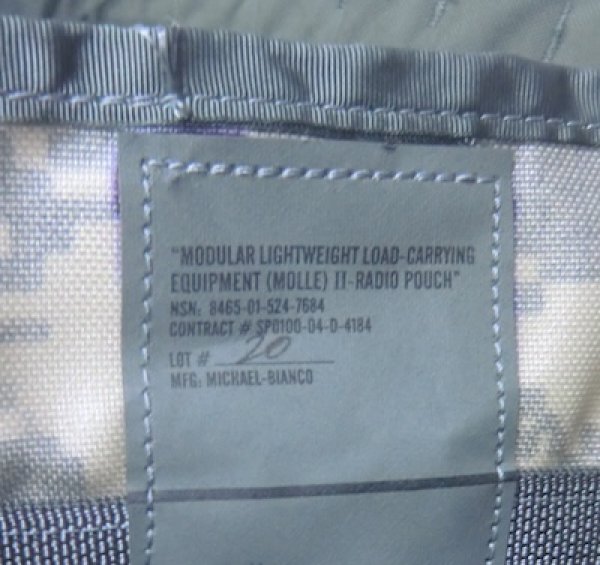 "MODULAR LIGHTWEIGHT LOAD-CARRYING
EQUIPMENT (MOLLE) II-RADIO POUCH"
NSN: 8465-01-524-7684
CONTRACT # SP0100-04-D-4184
LOT # 20
MFG: MICHAEL-BIANCO